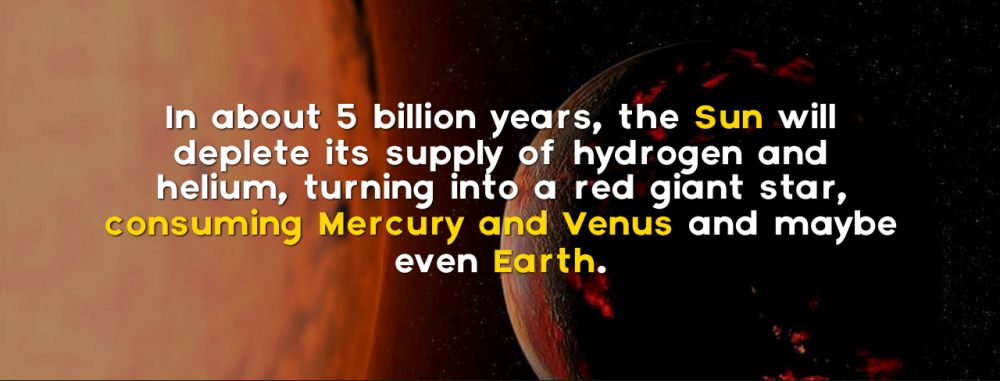 In about 5 billion years, the Sun will
deplete its supply of hydrogen and
helium, turning into a red giant star,
consuming Mercury and Venus and maybe
even Earth.